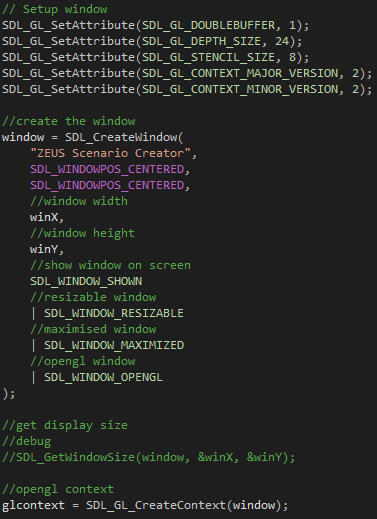 // Setup window
SDL_GL_SetAttribute(SDL_GL_DOUBLEBUFFER, 1);
SDL_GL_SetAttribute(SDL_GL_DEPTH_SIZE, 24);
SDL_GL_SetAttribute(SDL_GL_STENCIL_SIZE, 8);
SDL_GL_SetAttribute(SDL_GL_CONTEXT_MAJOR_VERSION, 2);
SDL_GL_SetAttribute(SDL_GL_CONTEXT_MINOR_VERSION, 2);

//create the window
window = SDL_CreateWindow(
    "ZEUS Scenario Creator",
    SDL_WINDOWPOS_CENTERED,
    SDL_WINDOWPOS_CENTERED,
    //window width
    winX,
    //window height
    winY,
    //show window on screen
    SDL_WINDOW_SHOWN
    //resizable window
    | SDL_WINDOW_RESIZABLE
    //maximised window
    | SDL_WINDOW_MAXIMIZED
    //opengl window
    | SDL_WINDOW_OPENGL
);

//get display size
//debug
//SDL_GetWindowSize(window, &winX, &winY);

//opengl context
glcontext = SDL_GL_CreateContext(window);